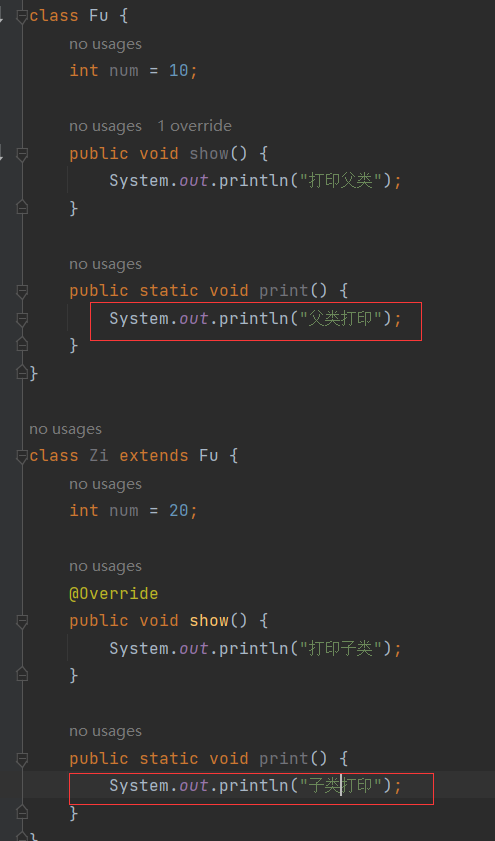 class Fu {
no usages
int num = 10;
no usages   1 override
public void show() {
System.out.println("打印父类");
}
no usages
public static void print() {
System.out.println("父类打印");
}
}
no usages
class Zi extends Fu {
no usages
int num = 20;
no usages
@Override
public void show() {
System.out.println("打印子类");
}
no usages
public static void print() {
System.out.println("子类打印");
}
}